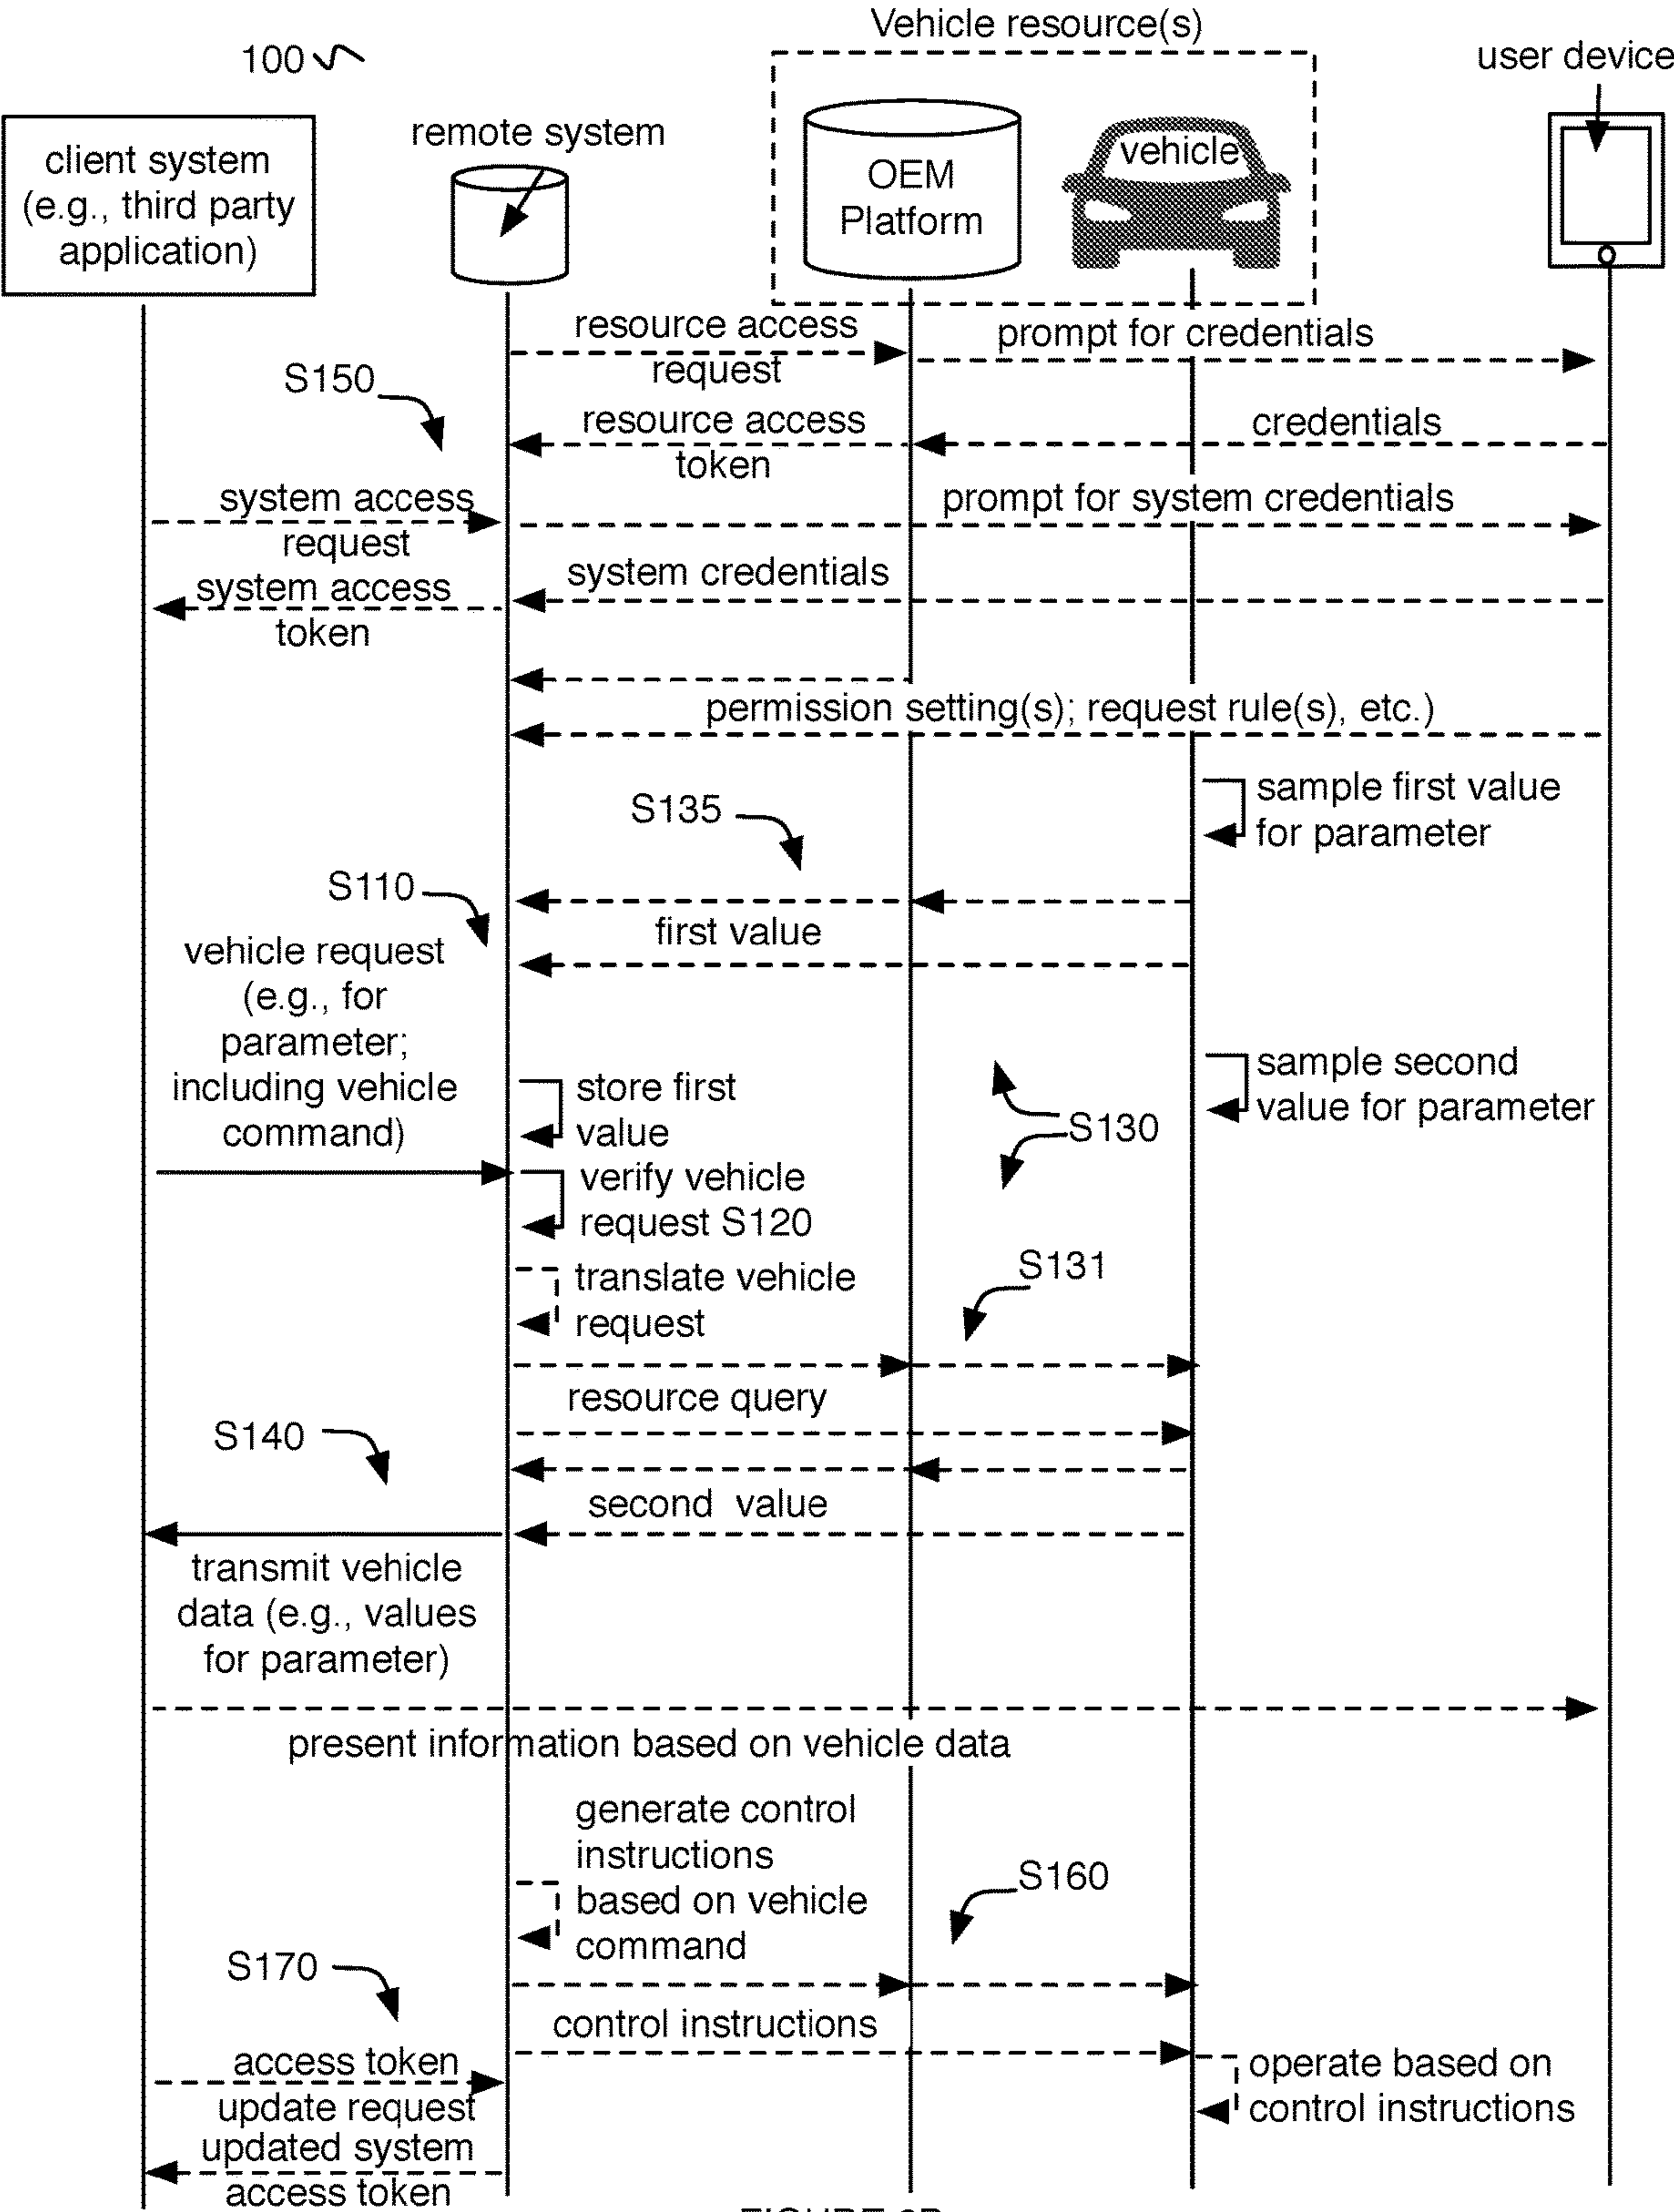 Vehicle resource(s)
100
user device
client system
(e.g., third party
application)
remote system
OEM
Platform
vehicle
resource access
request
prompt for credentials
S150
resource access
token
credentials
system access
request
prompt for system credentials
system credentials
system access
token
permission setting(s); request rule(s), etc.)
sample first value
for parameter
S135
S110
first value
vehicle request
(e.g., for
parameter;
including vehicle
command)
store first
value
sample second
value for parameter
S130
verify vehicle
request S120
translate vehicle
request
S131
resource query
S140
second value
transmit vehicle
data (e.g., values
for parameter)
present information based on vehicle data
generate control
instructions
based on vehicle
command
S160
S170
control instructions
access token
update request
operate based on
control instructions
updated system
access token